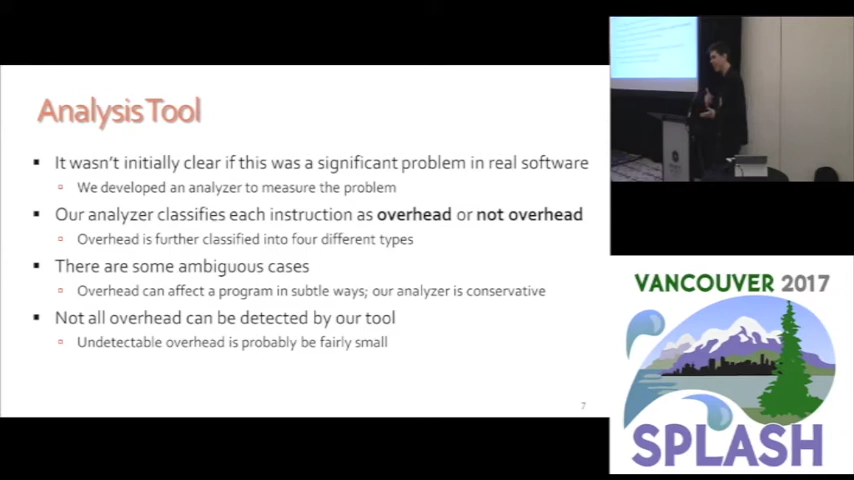 Analysis Tool
It wasn't initially clear if this was a significant problem in real software
We developed an analyzer to measure the problem
Our analyzer classifies each instruction as overhead or not overhead
Overhead is further classified into four different types
There are some ambiguous cases
Overhead can affect a program in subtle ways; our analyzer is conservative
Not all overhead can be detected by our tool
Undetectable overhead is probably be fairly small
7
VANCOUVER 2017
SPLASH